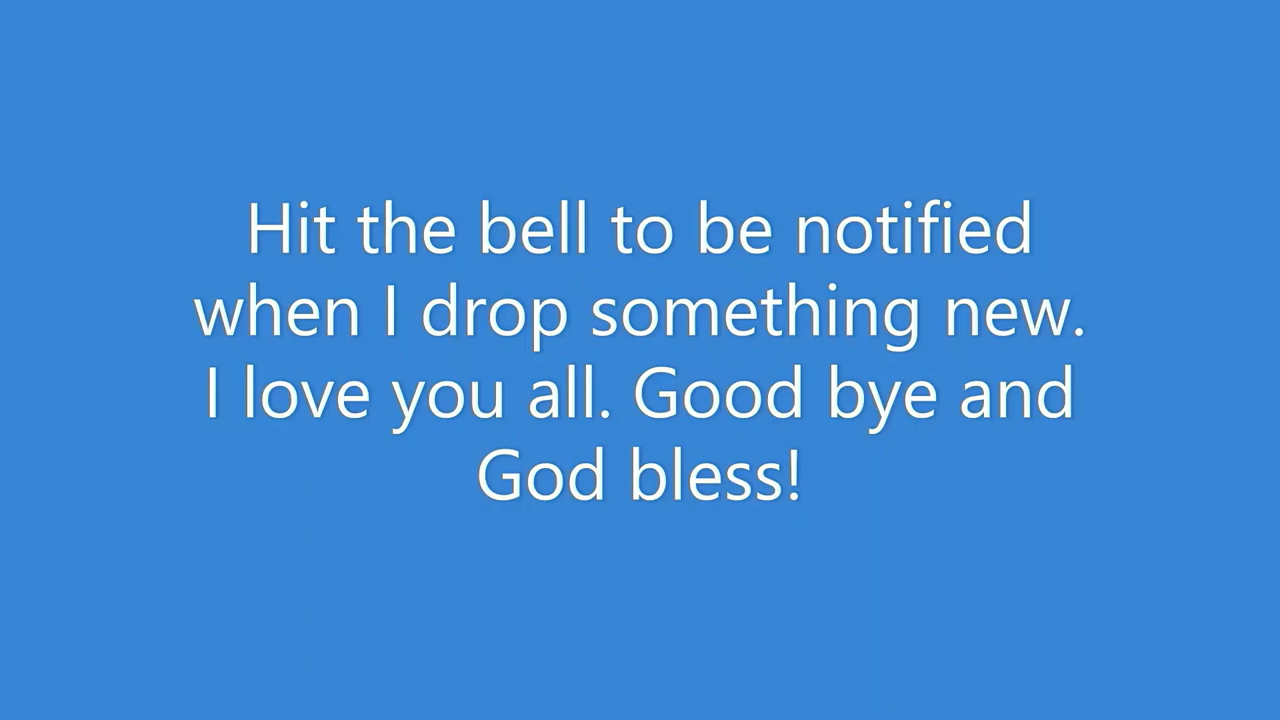 Hit the bell to be notified
when I drop something new.
I love you all. Good bye and
God bless!